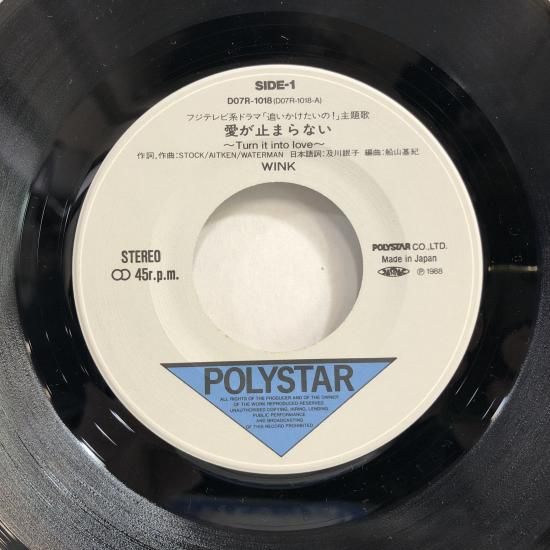 SIDE-1
D07R-1018(D07R-1018-A)
フジテレビ系ドラマ「追いかけたいの!」主題歌
愛が止まらない
〜Turn it into love〜
作詞,作曲:STOCK/AITKEN/WATERMAN 日本語詞:及川眠子 編曲:船山基紀
WINK
STEREO
45r.p.m.
POLYSTAR CO.,LTD.
Made in Japan
Ⓟ 1988
POLYSTAR
ALL RIGHTS OF THE PRODUCER AND OF THE OWNER
OF THE WORK REPRODUCED RESERVED.
UNAUTHORISED COPYING, HIRING, LENDING
PUBLIC PERFORMANCE
AND BROADCASTING
OF THIS RECORD PROHIBITED